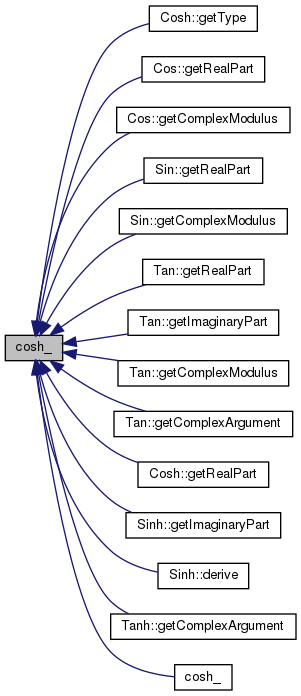 Cosh::getType
Cos::getRealPart
Cos::getComplexModulus
Sin::getRealPart
Sin::getComplexModulus
Tan::getRealPart
Tan::getImaginaryPart
cosh_
Tan::getComplexModulus
Tan::getComplexArgument
Cosh::getRealPart
Sinh::getImaginaryPart
Sinh::derive
Tanh::getComplexArgument
cosh_